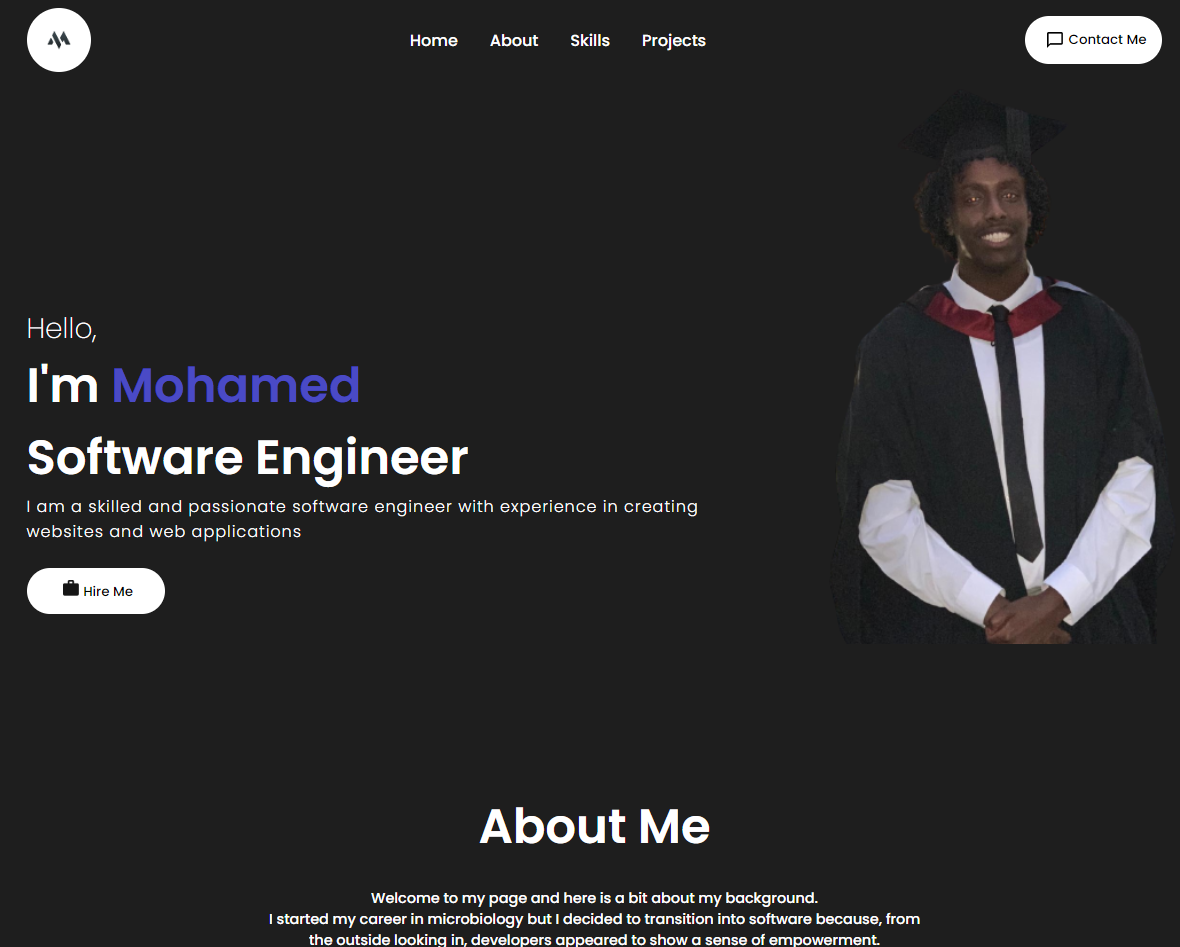 Home About Skills Projects Contact Me
Hello,
I'm Mohamed
Software Engineer
I am a skilled and passionate software engineer with experience in creating
websites and web applications
Hire Me
About Me
Welcome to my page and here is a bit about my background.
I started my career in microbiology but I decided to transition into software because, from
the outside looking in, developers appeared to show a sense of empowerment.